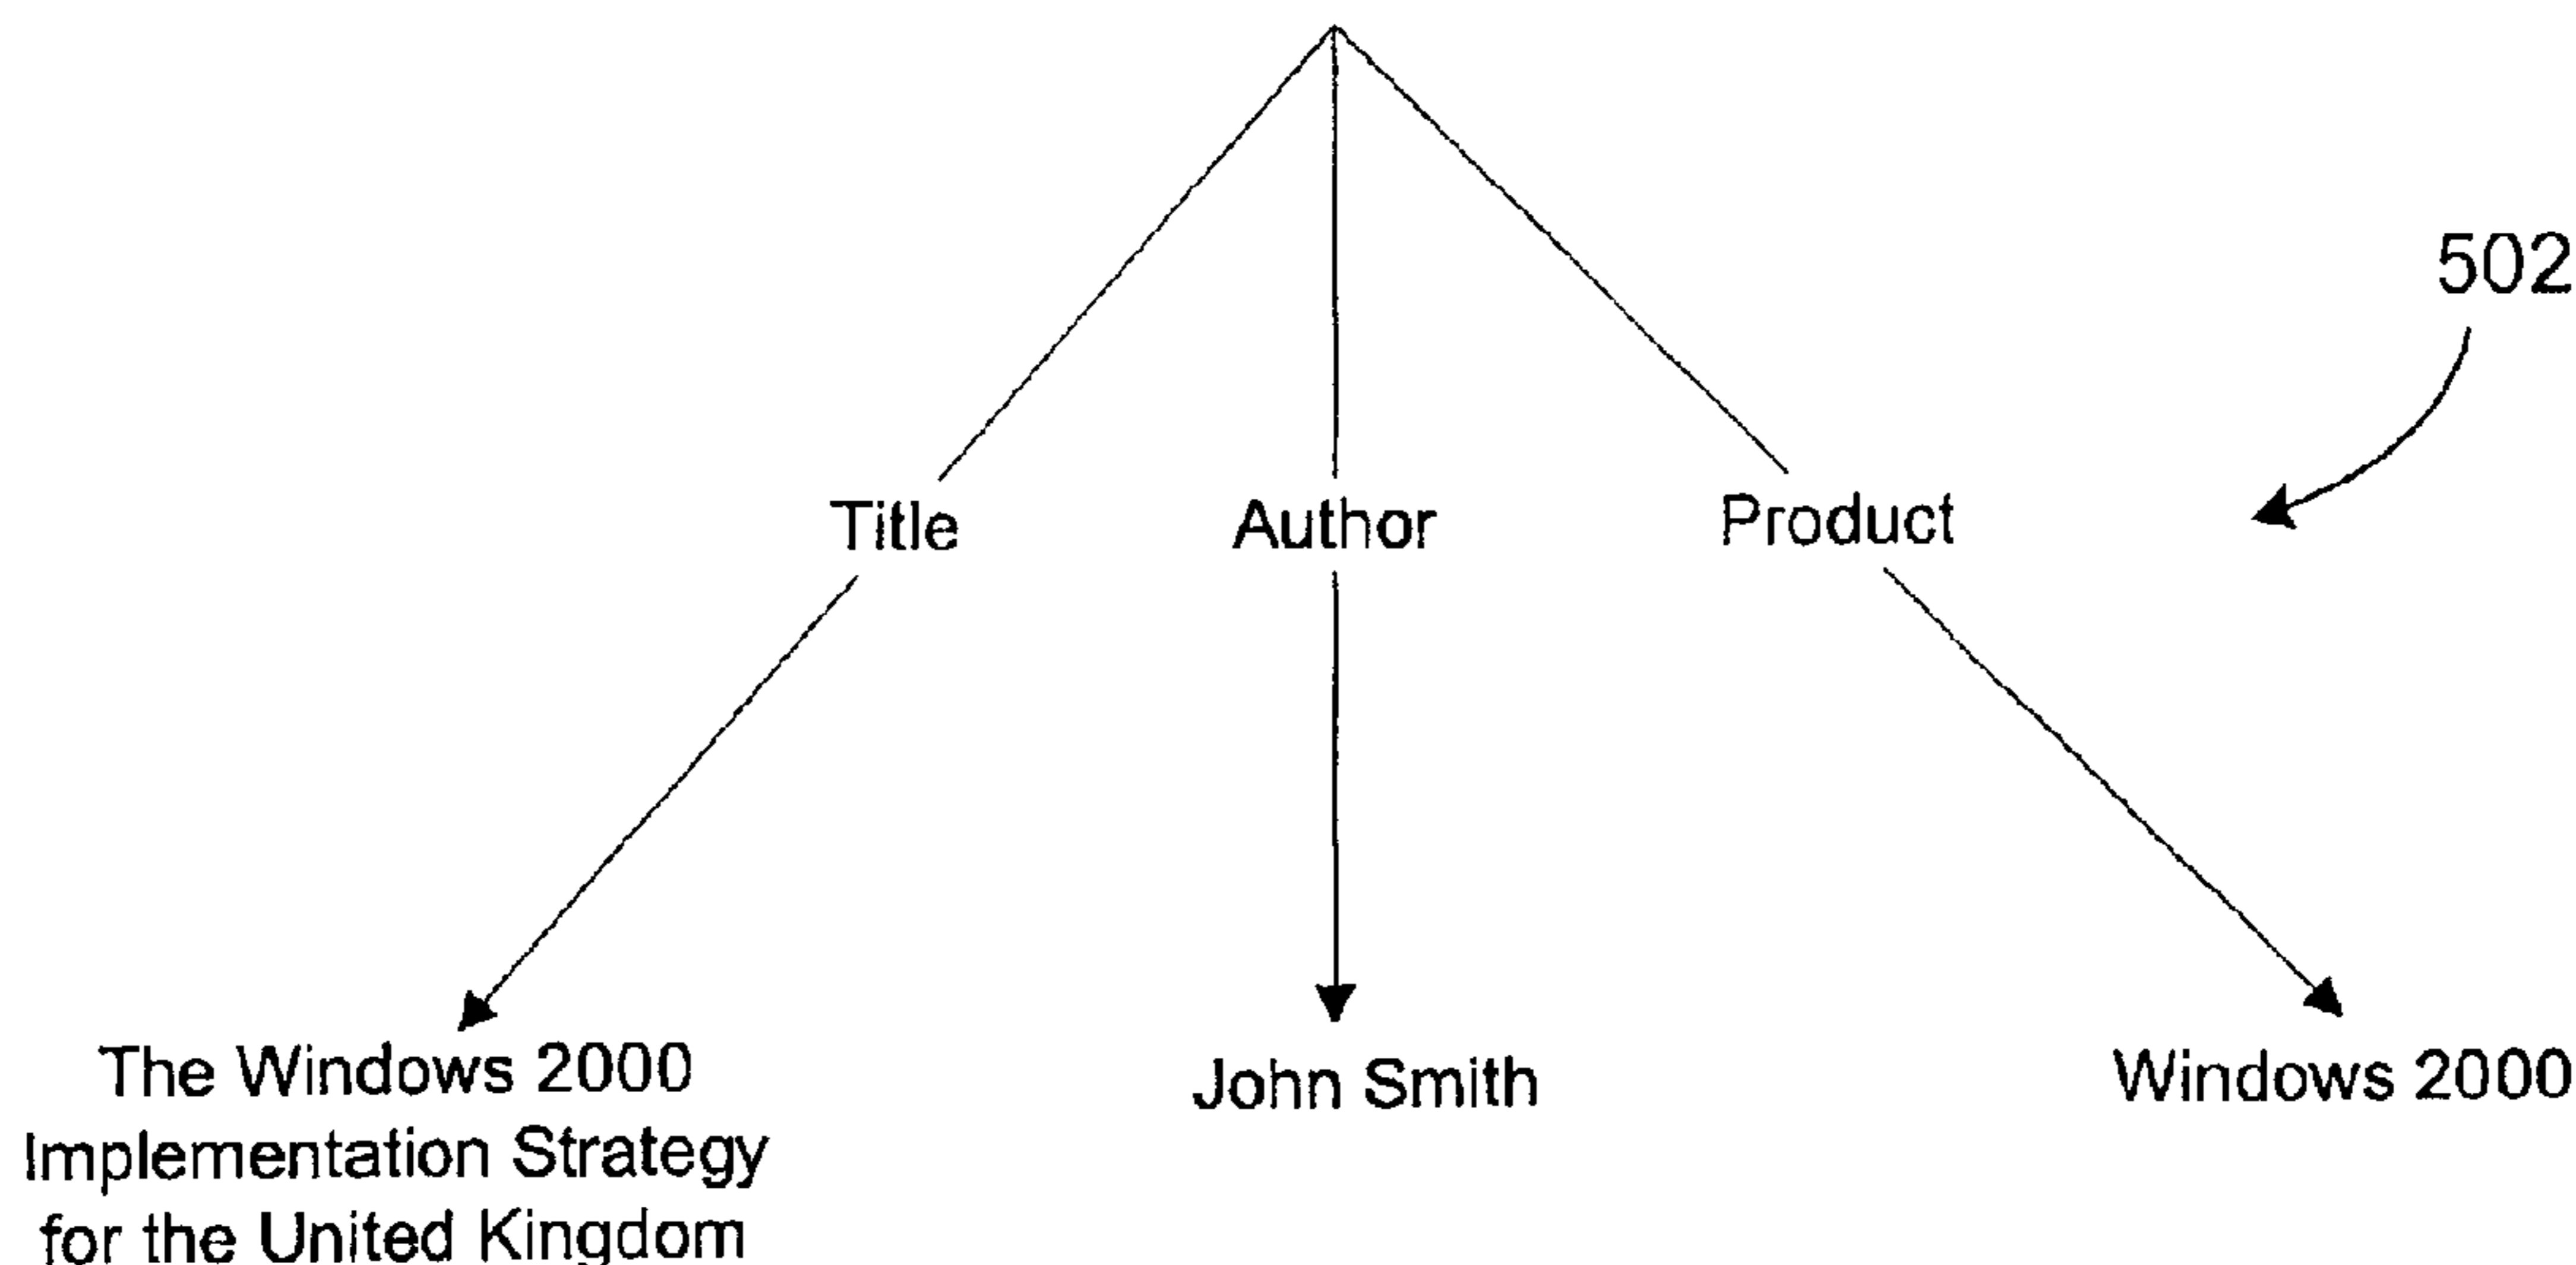 502
Title
Author
Product
The Windows 2000
Implementation Strategy
for the United Kingdom
John Smith
Windows 2000